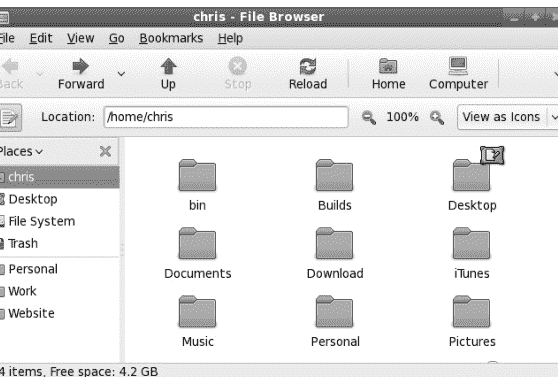 chris - File Browser
File Edit View Go Bookmarks Help
Back Forward Up Stop Reload Home Computer
Location: /home/chris 100% View as Icons
Places
chris
Desktop
File System
Trash
Personal
Work
Website
bin Builds Desktop
Documents Download iTunes
Music Personal Pictures
4 items, Free space: 4.2 GB